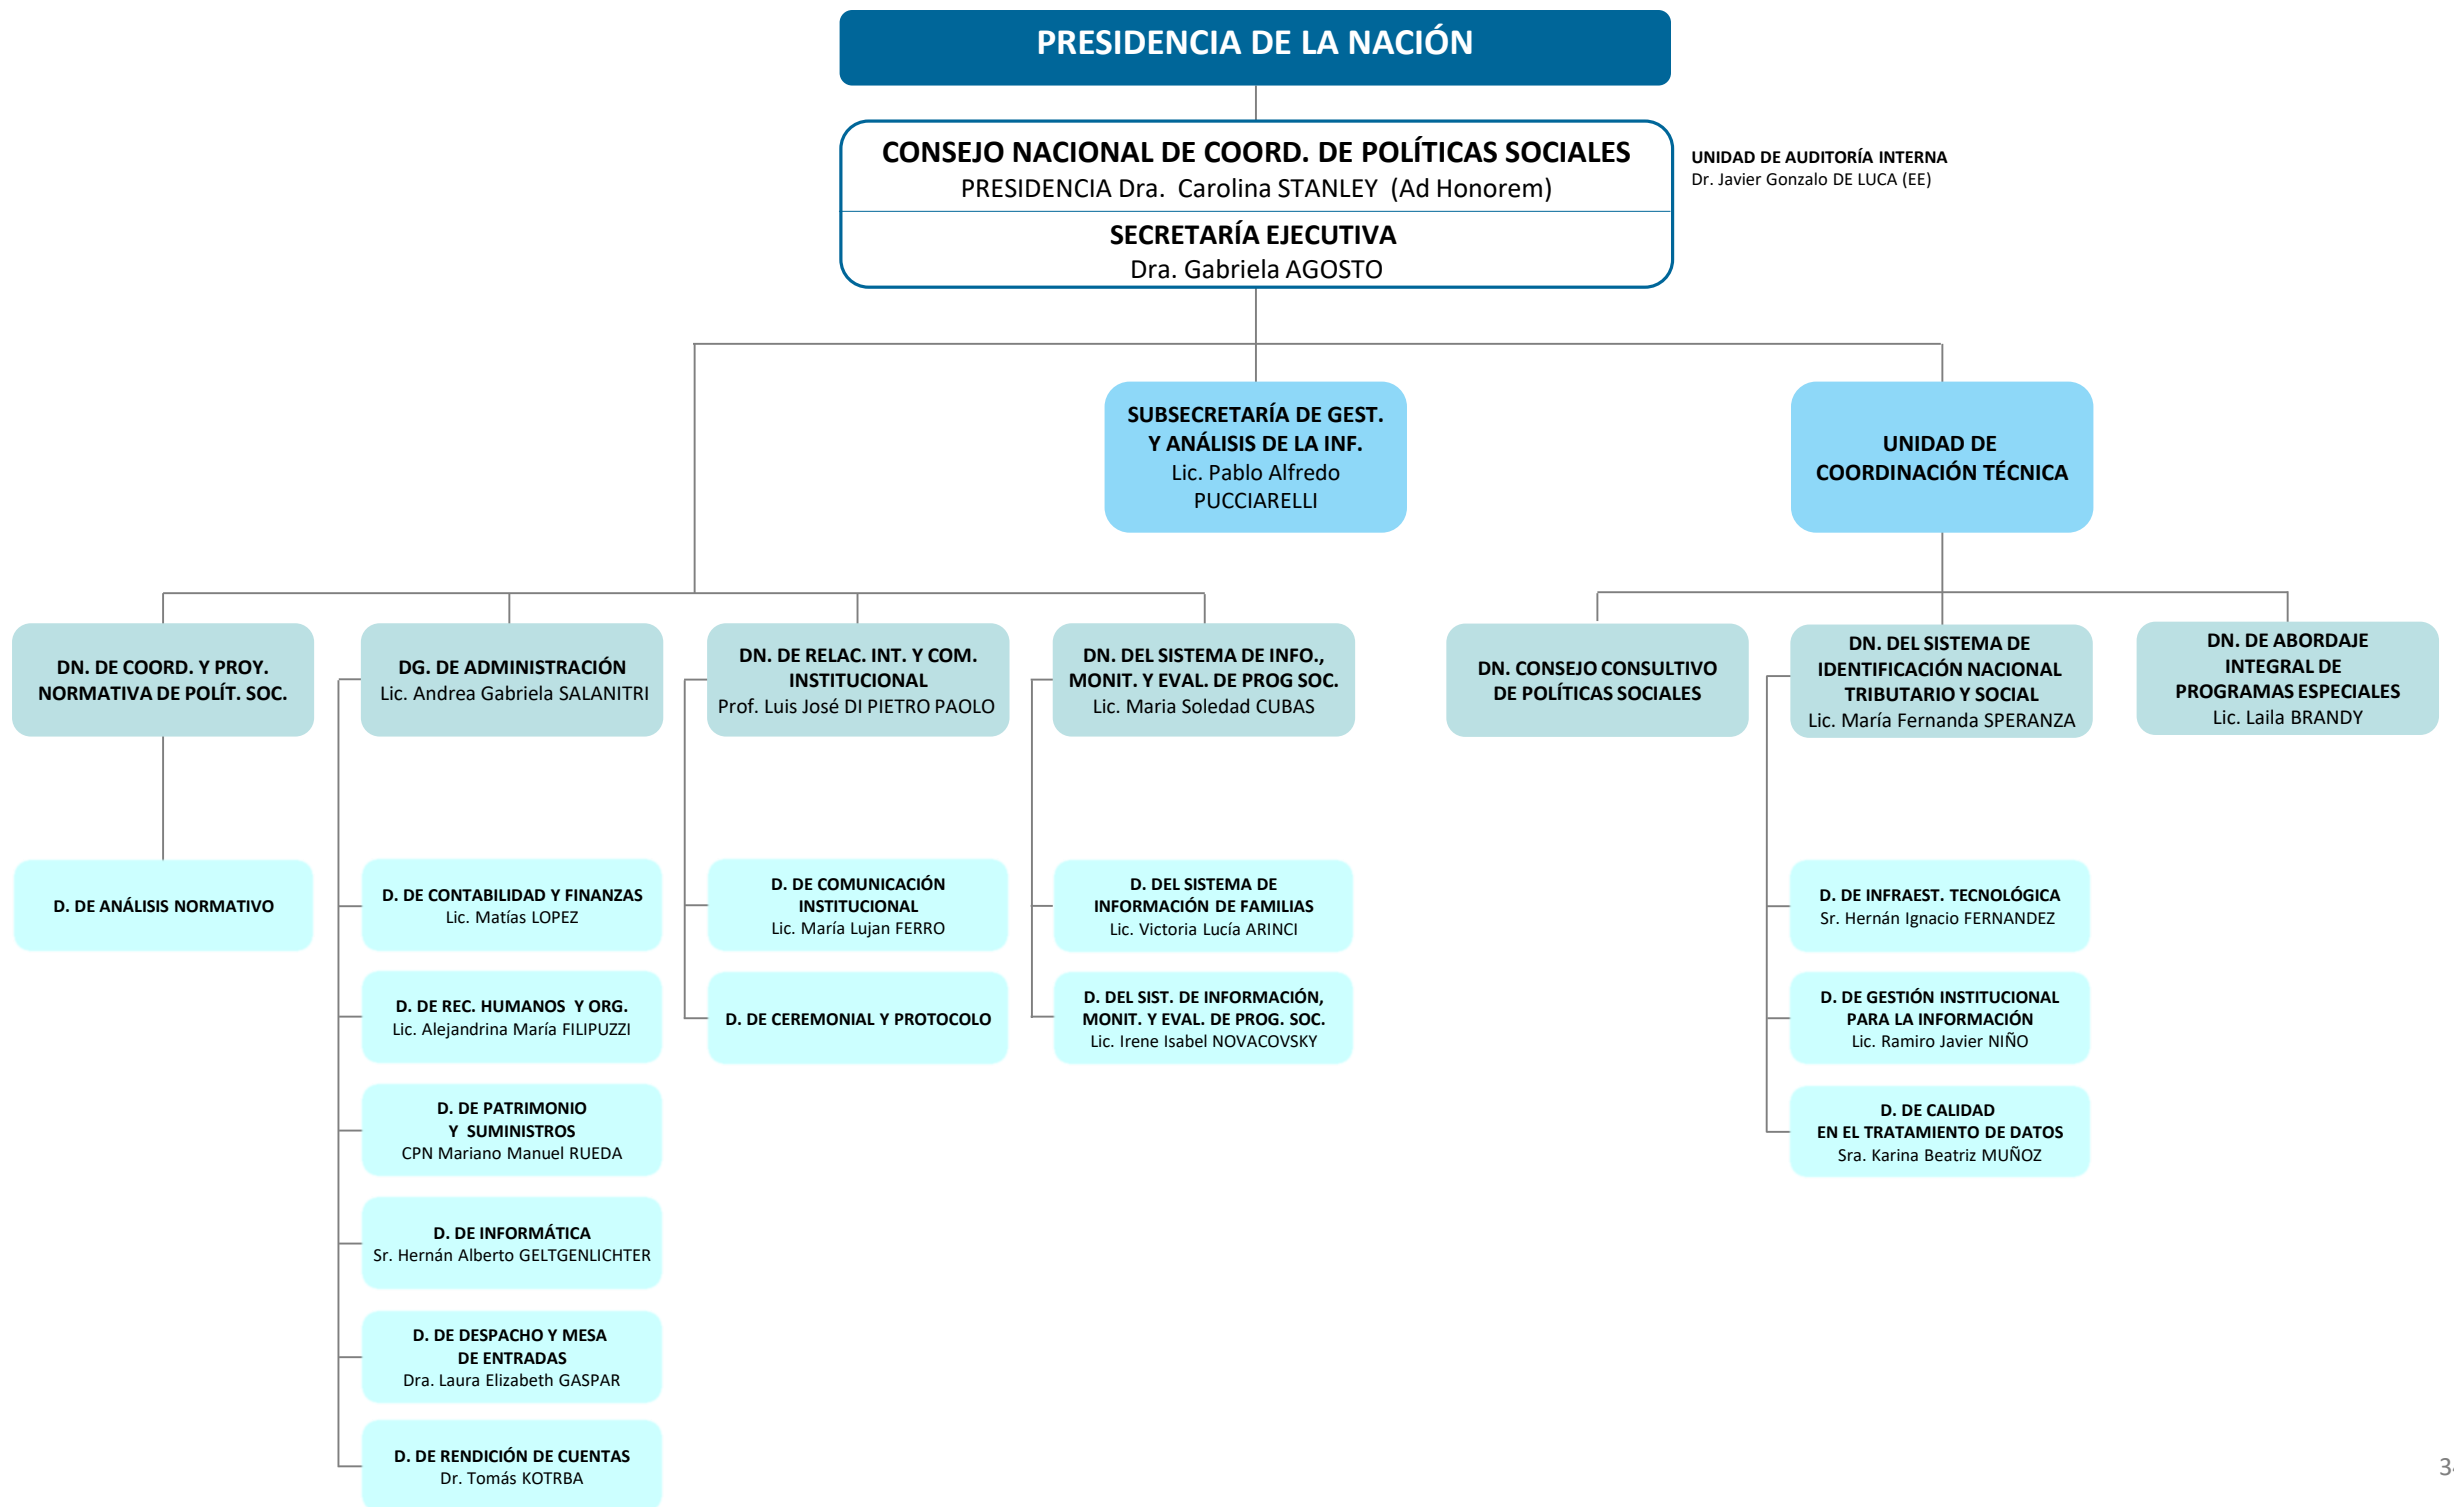 PRESIDENCIA DE LA NACIÓN
CONSEJO NACIONAL DE COORD. DE POLÍTICAS SOCIALES
PRESIDENCIA Dra. Carolina STANLEY (Ad Honorem)
SECRETARÍA EJECUTIVA
Dra. Gabriela AGOSTO
UNIDAD DE AUDITORÍA INTERNA
Dr. Javier Gonzalo DE LUCA (EE)
SUBSECRETARÍA DE GEST.
Y ANÁLISIS DE LA INF.
Lic. Pablo Alfredo
PUCCIARELLI
UNIDAD DE
COORDINACIÓN TÉCNICA
DN. DE COORD. Y PROY.
NORMATIVA DE POLÍT. SOC.
DG. DE ADMINISTRACIÓN
Lic. Andrea Gabriela SALANITRI
DN. DE RELAC. INT. Y COM.
INSTITUCIONAL
Prof. Luis José DI PIETRO PAOLO
DN. DEL SISTEMA DE INFO.,
MONIT. Y EVAL. DE PROG SOC.
Lic. Maria Soledad CUBAS
DN. CONSEJO CONSULTIVO
DE POLÍTICAS SOCIALES
DN. DEL SISTEMA DE
IDENTIFICACIÓN NACIONAL
TRIBUTARIO Y SOCIAL
Lic. María Fernanda SPERANZA
DN. DE ABORDAJE
INTEGRAL DE
PROGRAMAS ESPECIALES
Lic. Laila BRANDY
D. DE ANÁLISIS NORMATIVO
D. DE CONTABILIDAD Y FINANZAS
Lic. Matías LOPEZ
D. DE REC. HUMANOS Y ORG.
Lic. Alejandrina María FILIPUZZI
D. DE PATRIMONIO
Y SUMINISTROS
CPN Mariano Manuel RUEDA
D. DE INFORMÁTICA
Sr. Hernán Alberto GELTGENLICHTER
D. DE DESPACHO Y MESA
DE ENTRADAS
Dra. Laura Elizabeth GASPAR
D. DE RENDICIÓN DE CUENTAS
Dr. Tomás KOTRBA
D. DE COMUNICACIÓN
INSTITUCIONAL
Lic. María Lujan FERRO
D. DE CEREMONIAL Y PROTOCOLO
D. DEL SISTEMA DE
INFORMACIÓN DE FAMILIAS
Lic. Victoria Lucía ARINCI
D. DEL SIST. DE INFORMACIÓN,
MONIT. Y EVAL. DE PROG. SOC.
Lic. Irene Isabel NOVACOVSKY
D. DE INFRAEST. TECNOLÓGICA
Sr. Hernán Ignacio FERNANDEZ
D. DE GESTIÓN INSTITUCIONAL
PARA LA INFORMACIÓN
Lic. Ramiro Javier NIÑO
D. DE CALIDAD
EN EL TRATAMIENTO DE DATOS
Sra. Karina Beatriz MUÑOZ